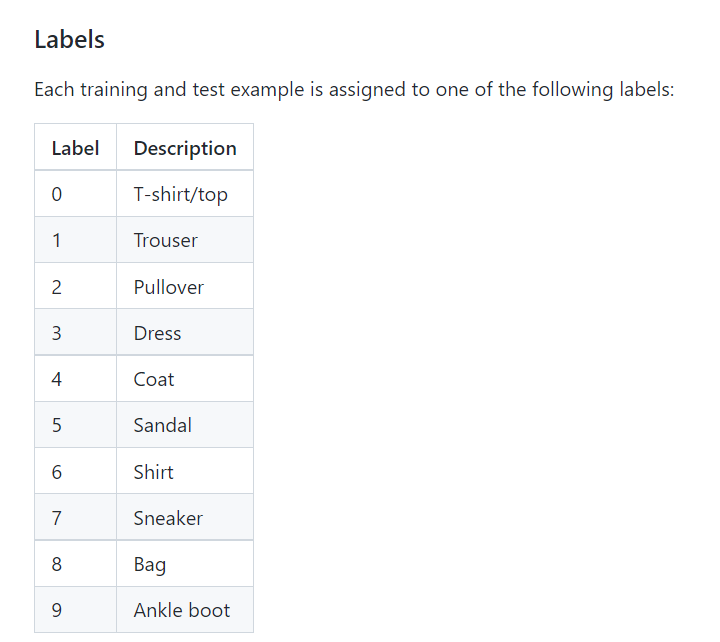 Labels
Each training and test example is assigned to one of the following labels:
Label Description
0 T-shirt/top
1 Trouser
2 Pullover
3 Dress
4 Coat
5 Sandal
6 Shirt
7 Sneaker
8 Bag
9 Ankle boot